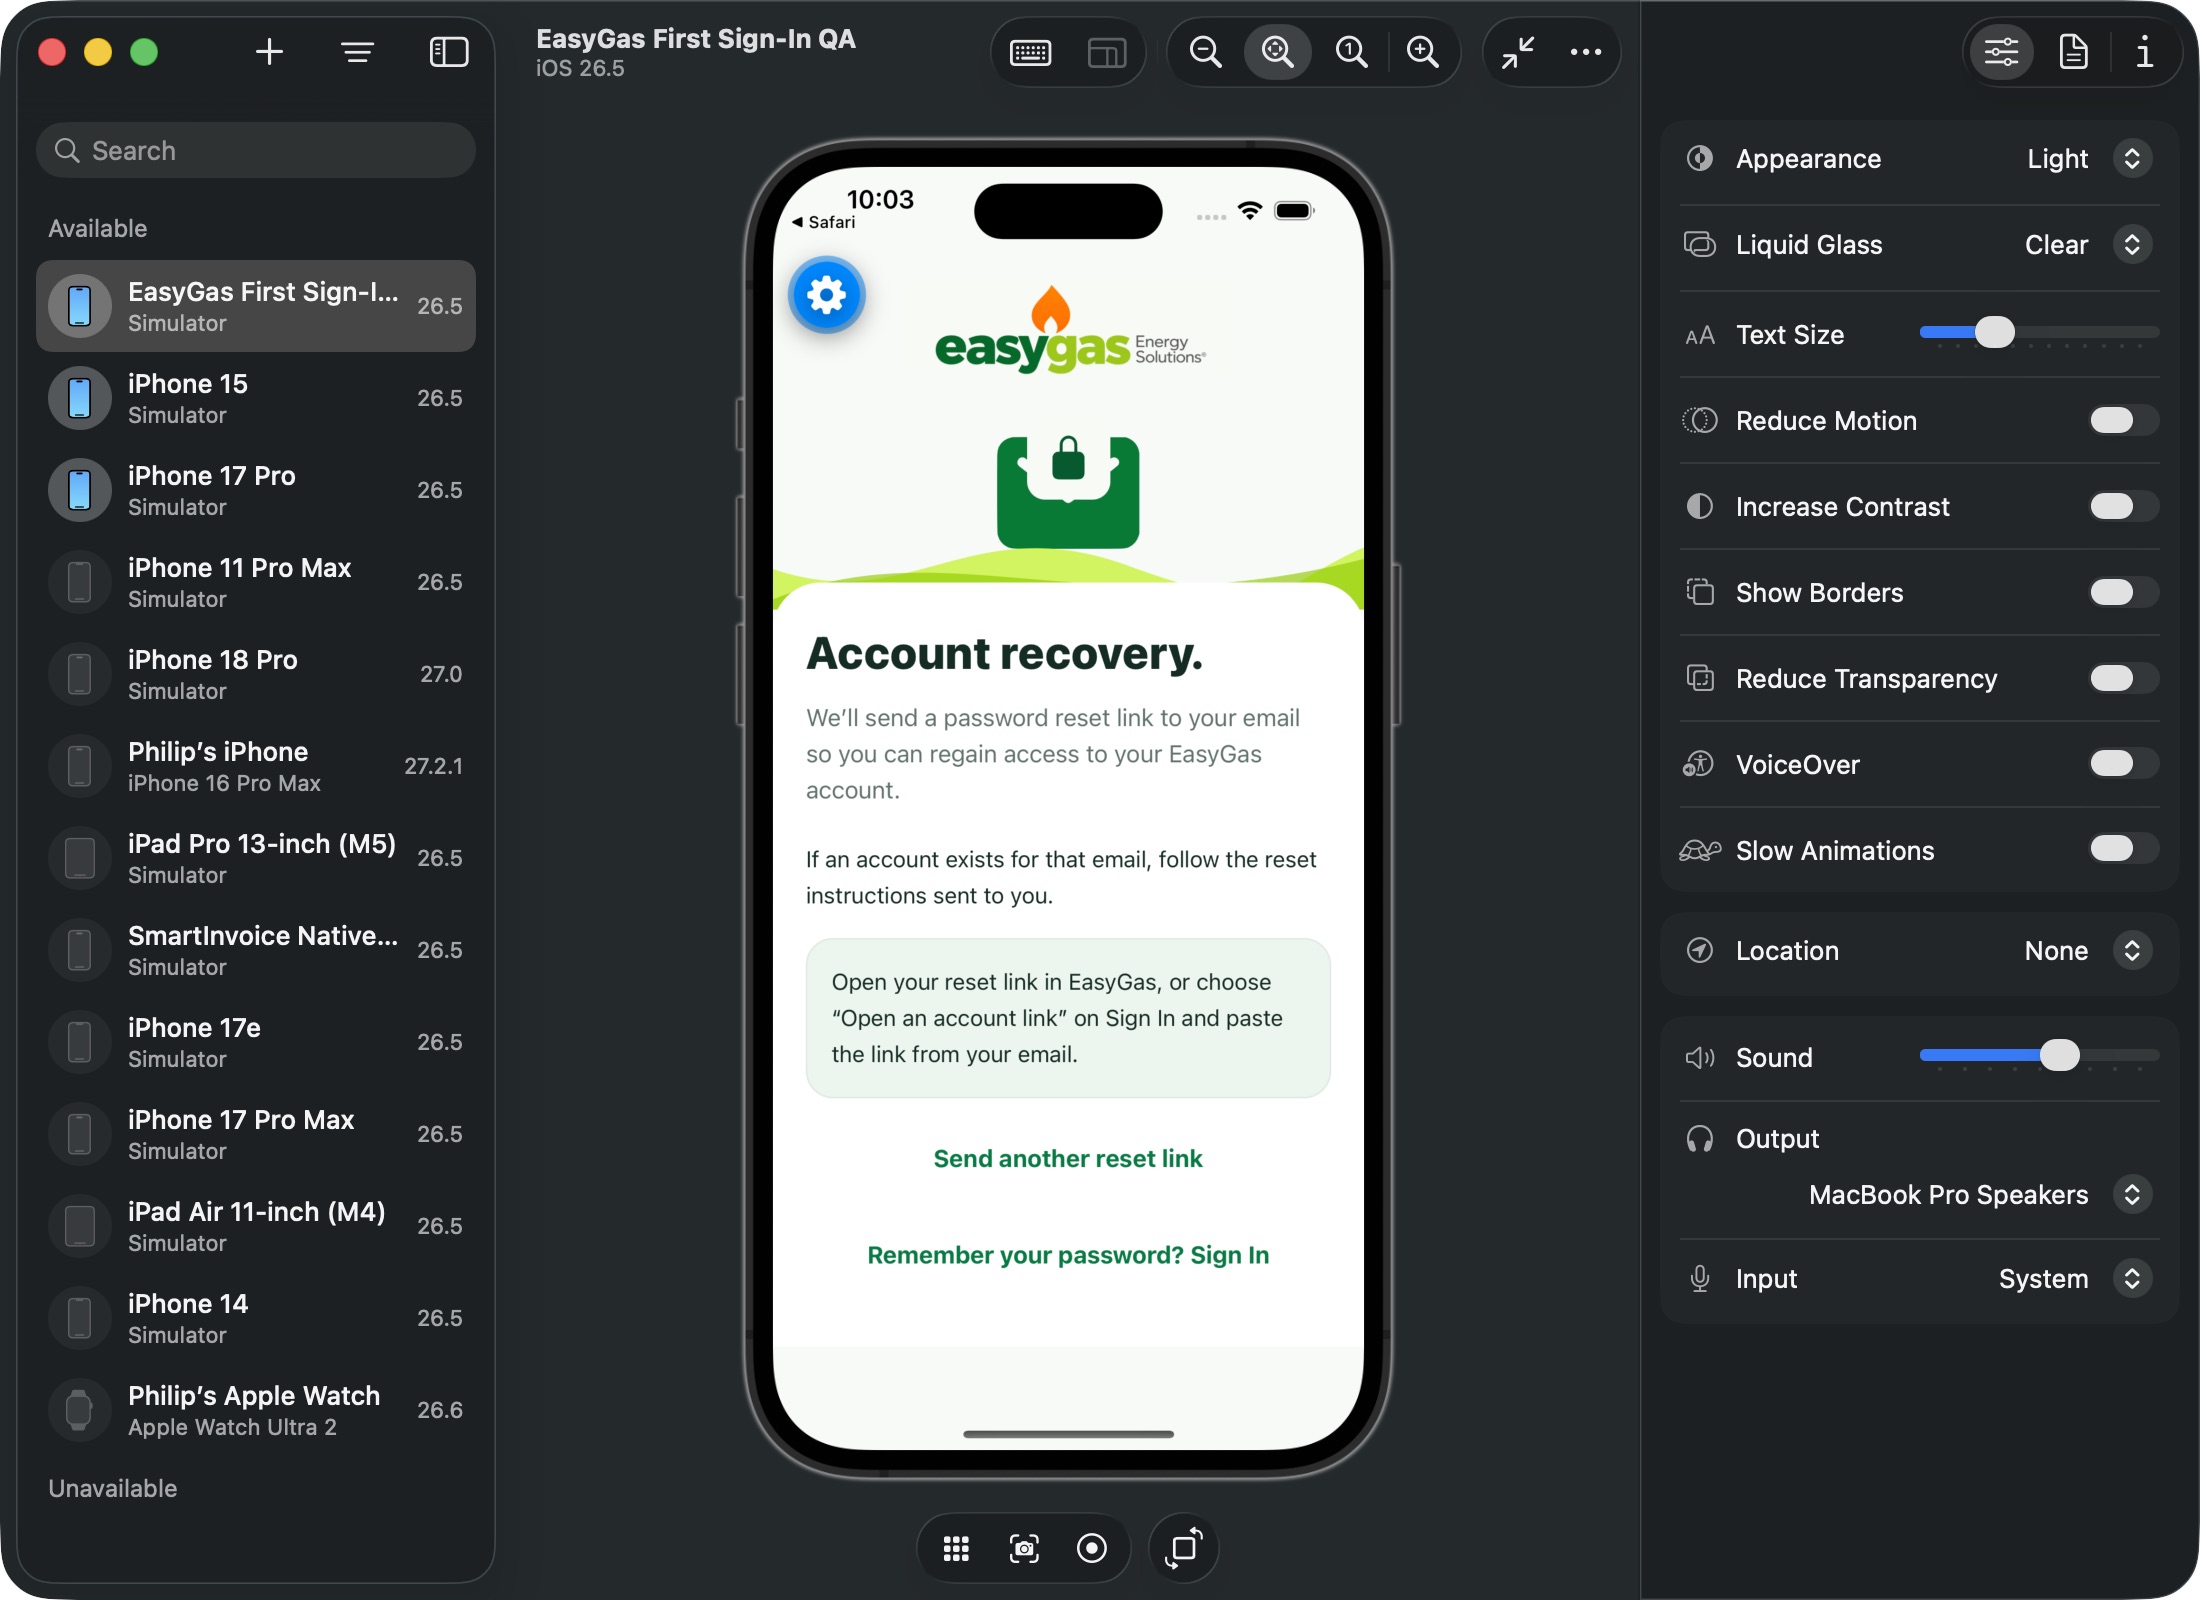 EasyGas First Sign-In QA
iOS 26.5
Search
Available
EasyGas First Sign-I...
Simulator
26.5
iPhone 15
Simulator
26.5
iPhone 17 Pro
Simulator
26.5
iPhone 11 Pro Max
Simulator
26.5
iPhone 18 Pro
Simulator
27.0
Philip’s iPhone
iPhone 16 Pro Max
27.2.1
iPad Pro 13-inch (M5)
Simulator
26.5
SmartInvoice Native...
Simulator
26.5
iPhone 17e
Simulator
26.5
iPhone 17 Pro Max
Simulator
26.5
iPad Air 11-inch (M4)
Simulator
26.5
iPhone 14
Simulator
26.5
Philip’s Apple Watch
Apple Watch Ultra 2
26.6
Unavailable
10:03
◀ Safari
easygas Energy
Solutions®
Account recovery.
We’ll send a password reset link to your email
so you can regain access to your EasyGas
account.
If an account exists for that email, follow the reset
instructions sent to you.
Open your reset link in EasyGas, or choose
“Open an account link” on Sign In and paste
the link from your email.
Send another reset link
Remember your password? Sign In
Appearance Light
Liquid Glass Clear
AA Text Size
Reduce Motion
Increase Contrast
Show Borders
Reduce Transparency
VoiceOver
Slow Animations
Location None
Sound
Output
MacBook Pro Speakers
Input System